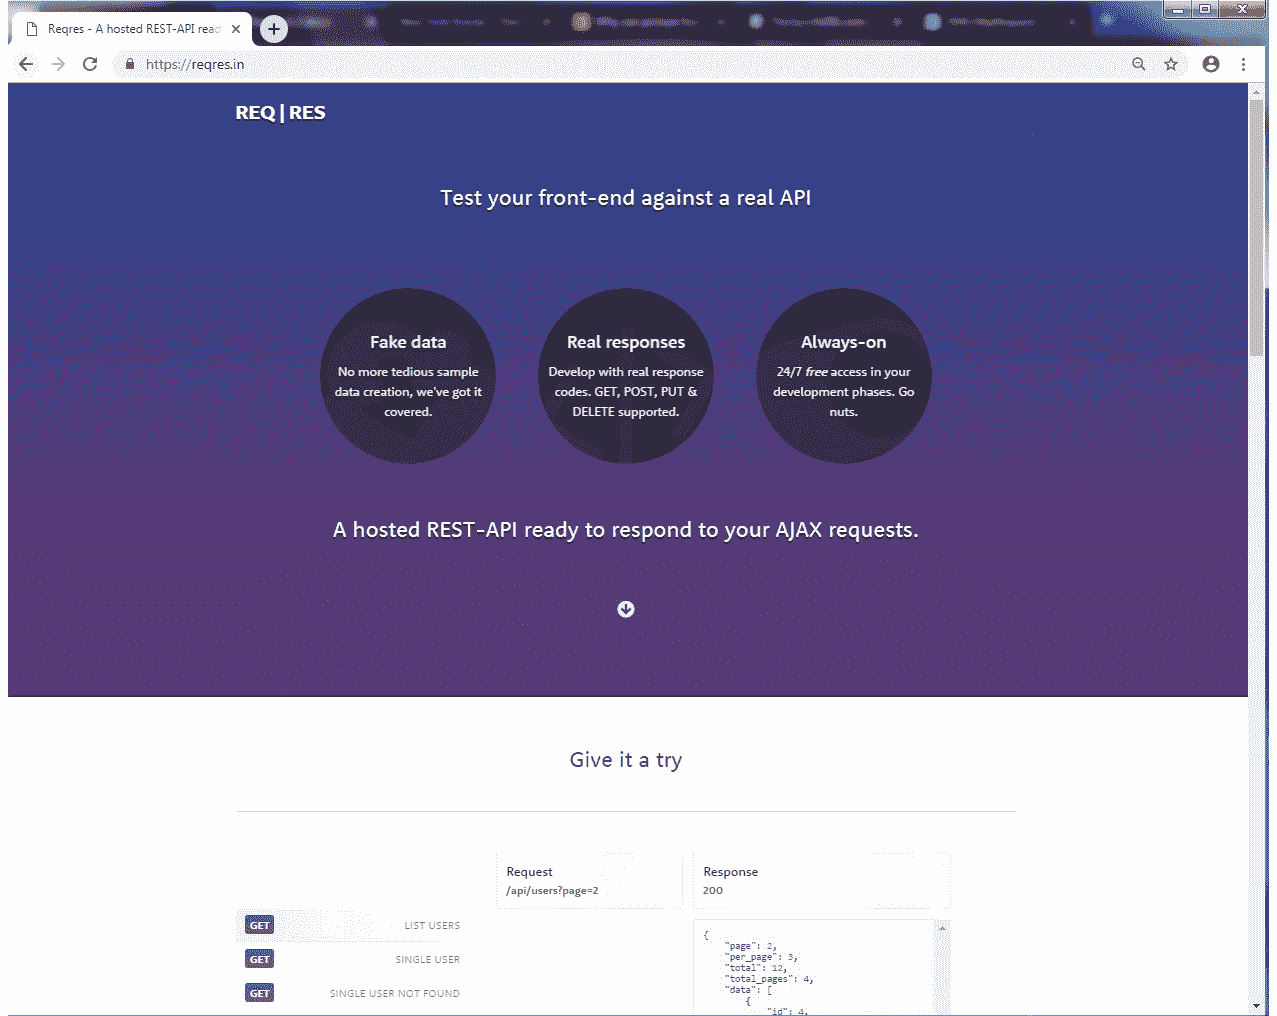 Reqres - A hosted REST-API read
https://reqres.in
REQ | RES
Test your front-end against a real API
Fake data
No more tedious sample
data creation, we've got it
covered.
Real responses
Develop with real response
codes. GET, POST, PUT &
DELETE supported.
Always-on
24/7 free access in your
development phases. Go
nuts.
A hosted REST-API ready to respond to your AJAX requests.
Give it a try
Request
/api/users?page=2
Response
200
GET LIST USERS
GET SINGLE USER
GET SINGLE USER NOT FOUND
{
"page": 2,
"per_page": 3,
"total": 12,
"total_pages": 4,
"data": [
{
"id": 4,